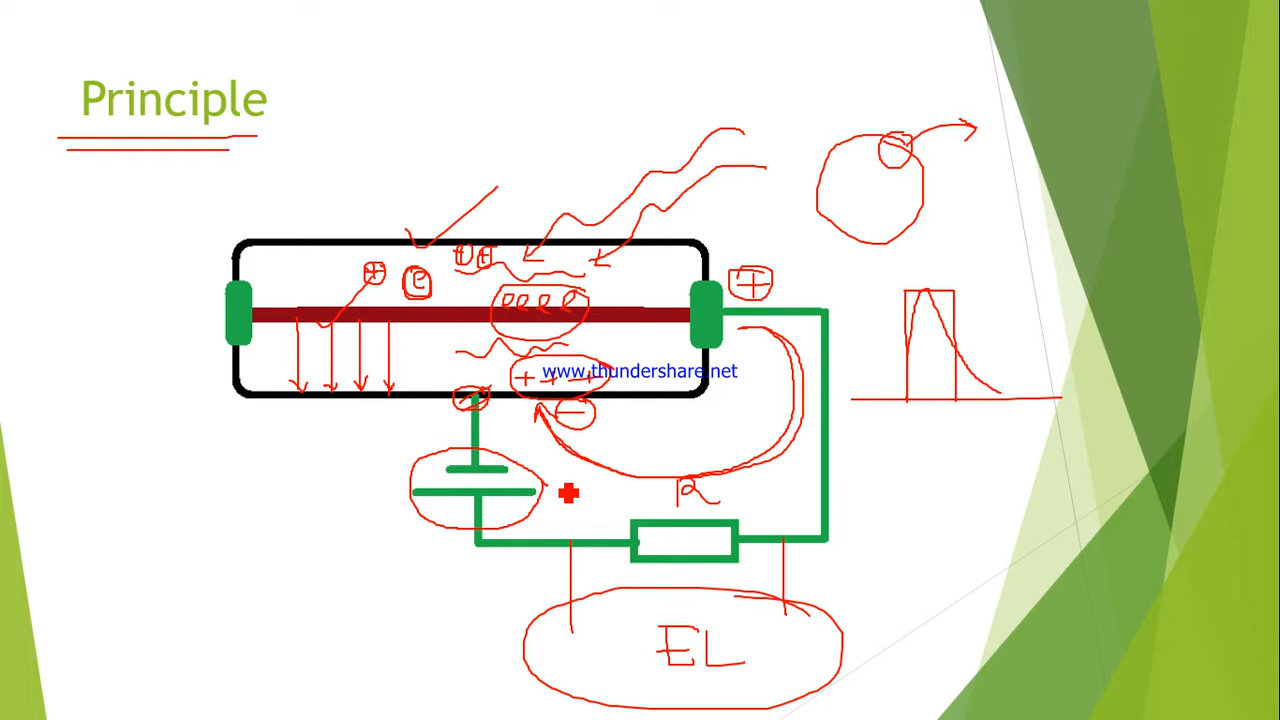 Principle
+ e + +
+
e e e e
www.thundershare.net
+ + +
-
-
R
EL